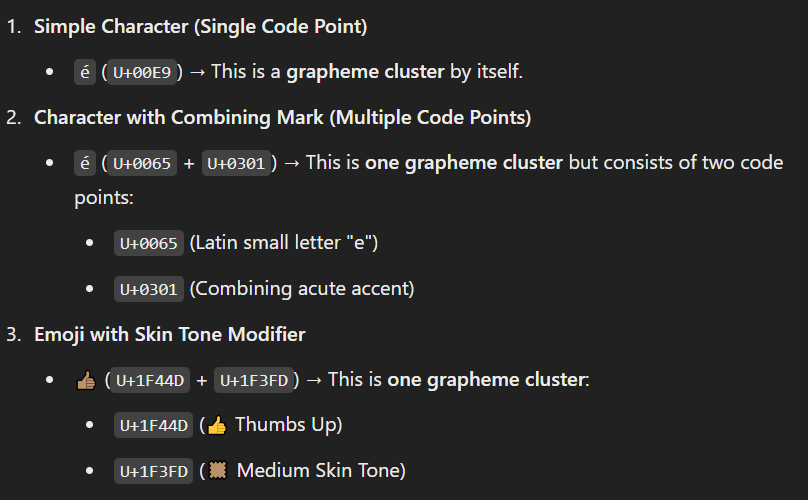 1. Simple Character (Single Code Point)
• é (U+00E9) → This is a grapheme cluster by itself.
2. Character with Combining Mark (Multiple Code Points)
• é (U+0065 + U+0301) → This is one grapheme cluster but consists of two code
points:
• U+0065 (Latin small letter "e")
• U+0301 (Combining acute accent)
3. Emoji with Skin Tone Modifier
• 👍🏽 (U+1F44D + U+1F3FD) → This is one grapheme cluster:
• U+1F44D (👍 Thumbs Up)
• U+1F3FD (🏽 Medium Skin Tone)